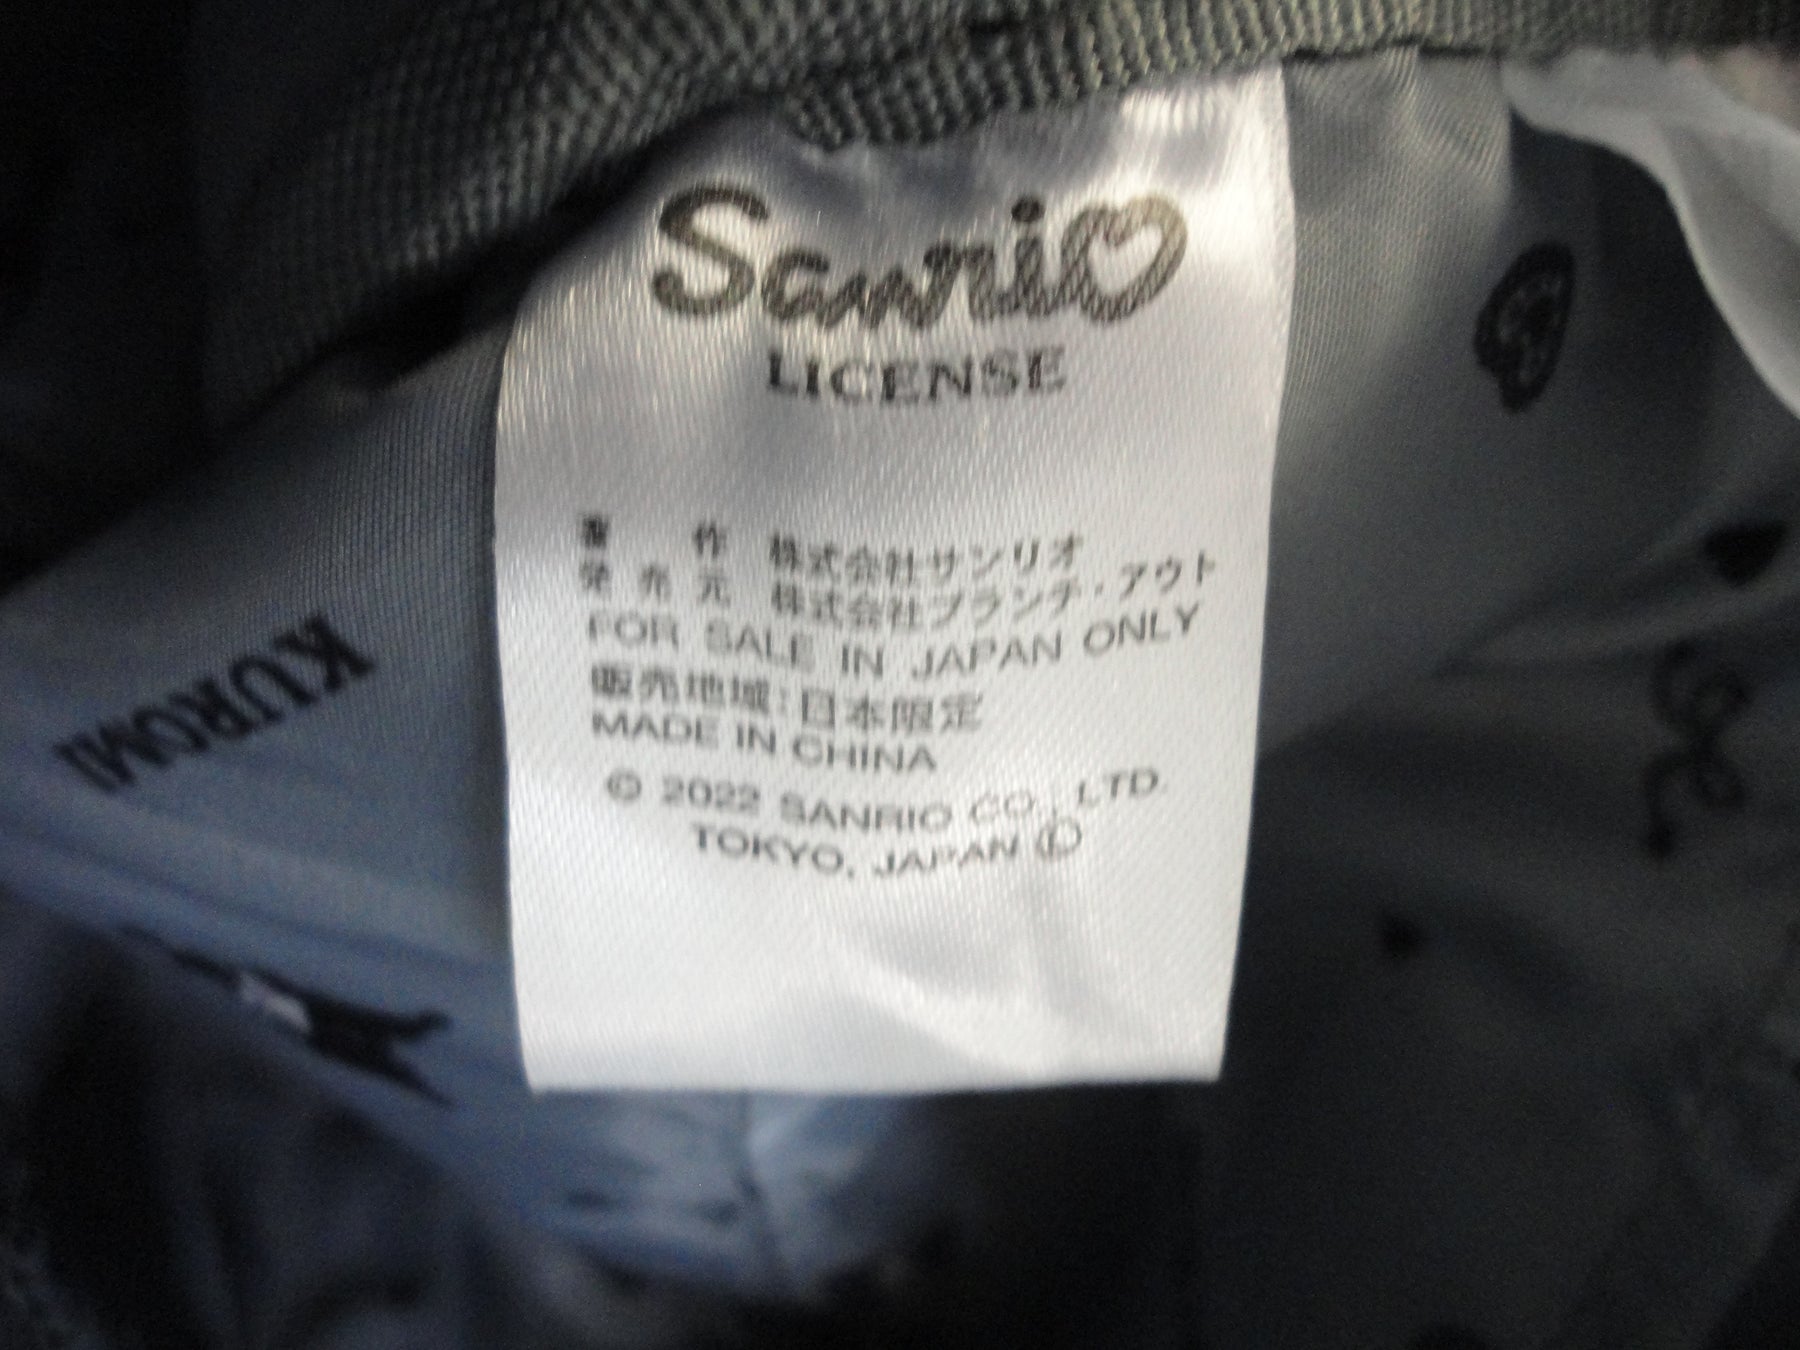 Sanrio
LICENSE
著 作 株式会社サンリオ
発 売 元 株式会社ブランチ・アウト
FOR SALE IN JAPAN ONLY
販売地域:日本限定
MADE IN CHINA
© 2022 SANRIO CO., LTD.
TOKYO, JAPAN Ⓛ
KUROMI